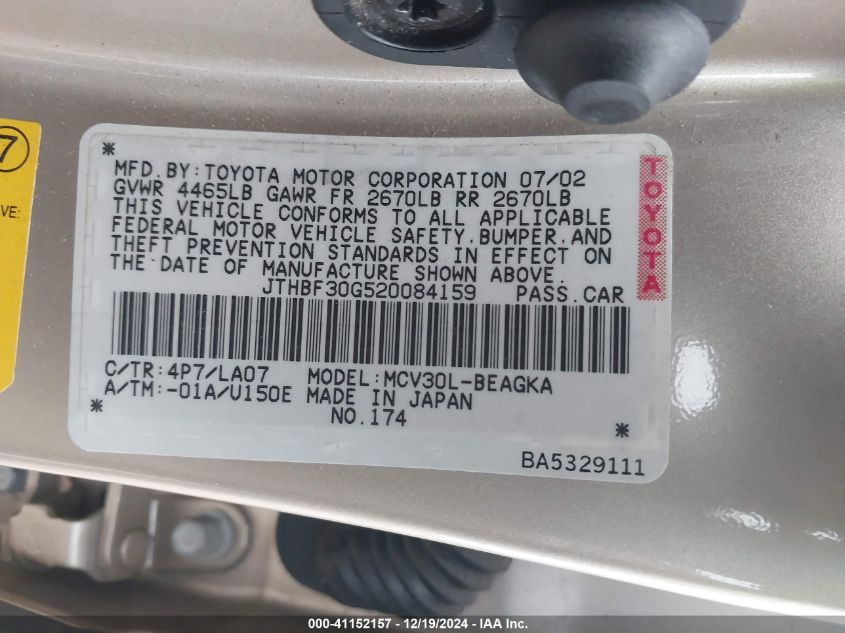 7
VE:
MFD.BY:TOYOTA MOTOR CORPORATION 07/02
GVWR 4465LB GAWR FR 2670LB RR 2670LB
THIS VEHICLE CONFORMS TO ALL APPLICABLE
FEDERAL MOTOR VEHICLE SAFETY,BUMPER,AND
THEFT PREVENTION STANDARDS IN EFFECT ON
THE DATE OF MANUFACTURE SHOWN ABOVE.
JTHBF30G520084159 PASS.CAR
TOYOTA
C/TR:4P7/LA07 MODEL:MCV30L-BEAGKA
A/TM:-01A/U150E MADE IN JAPAN
NO.174
BA5329111
000-41152157 - 12/19/2024 - IAA Inc.